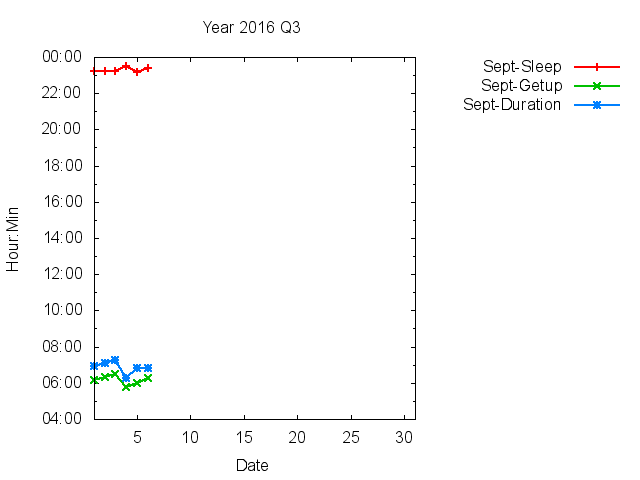 Year 2016 Q3
00:00
22:00
20:00
18:00
16:00
14:00
12:00
10:00
08:00
06:00
04:00
Hour:Min
5 10 15 20 25 30
Date
Sept-Sleep
Sept-Getup
Sept-Duration